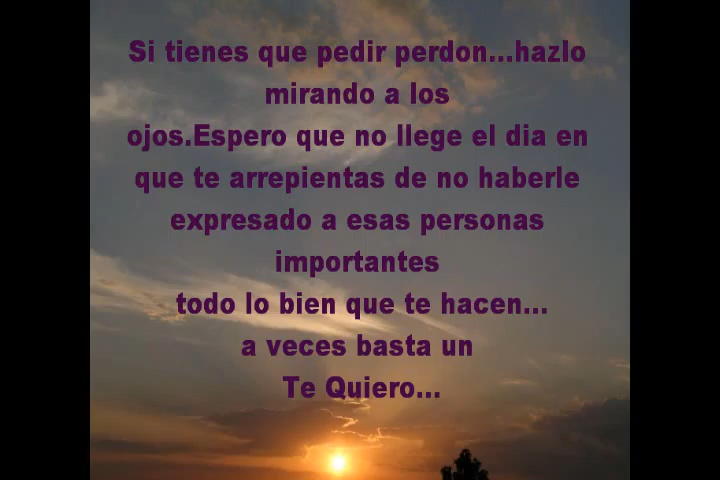 Si tienes que pedir perdon...hazlo
mirando a los
ojos.Espero que no llege el dia en
que te arrepientas de no haberle
expresado a esas personas
importantes
todo lo bien que te hacen...
a veces basta un
Te Quiero...